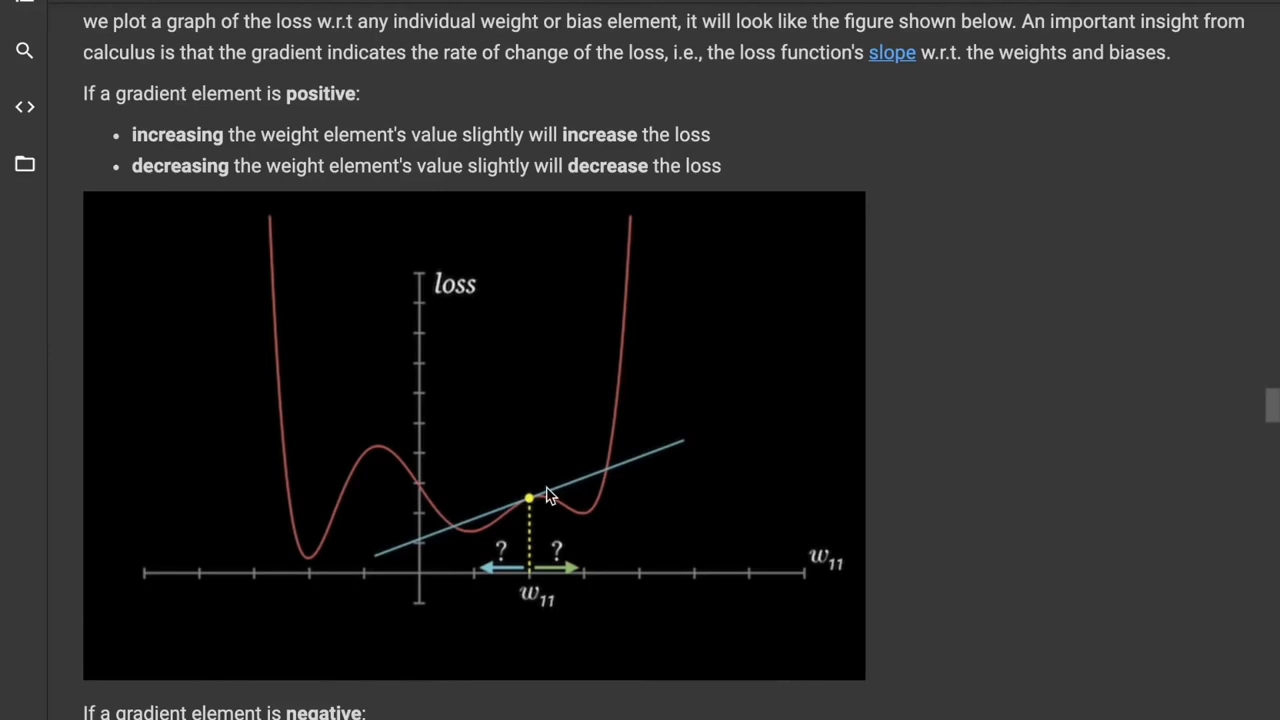 we plot a graph of the loss w.r.t any individual weight or bias element, it will look like the figure shown below. An important insight from
calculus is that the gradient indicates the rate of change of the loss, i.e., the loss function's slope w.r.t. the weights and biases.
If a gradient element is positive:
• increasing the weight element's value slightly will increase the loss
• decreasing the weight element's value slightly will decrease the loss
loss
? ?
w11
w11
If a gradient element is negative: